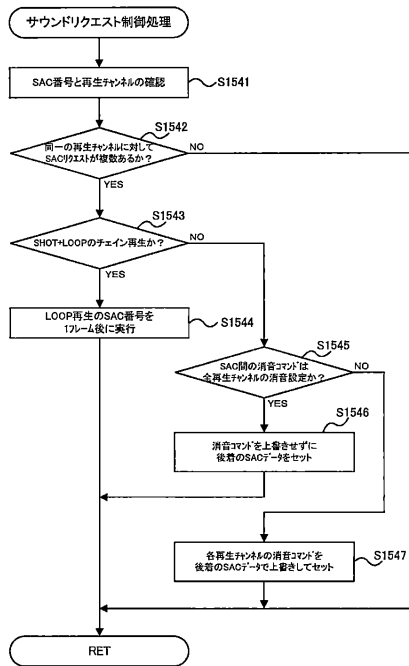 サウンドリクエスト制御処理
SAC番号と再生チャンネルの確認
S1541
S1542
同一の再生チャンネルに対して
SACリクエストが複数あるか？
NO
YES
S1543
SHOT+LOOPのチェイン再生か？
NO
YES
LOOP再生のSAC番号を
1フレーム後に実行
S1544
S1545
SAC間の消音コマンドは
全再生チャンネルの消音設定か？
NO
YES
S1546
消音コマンドを上書きせずに
後着のSACデータをセット
各再生チャンネルの消音コマンドを
後着のSACデータで上書きしてセット
S1547
RET